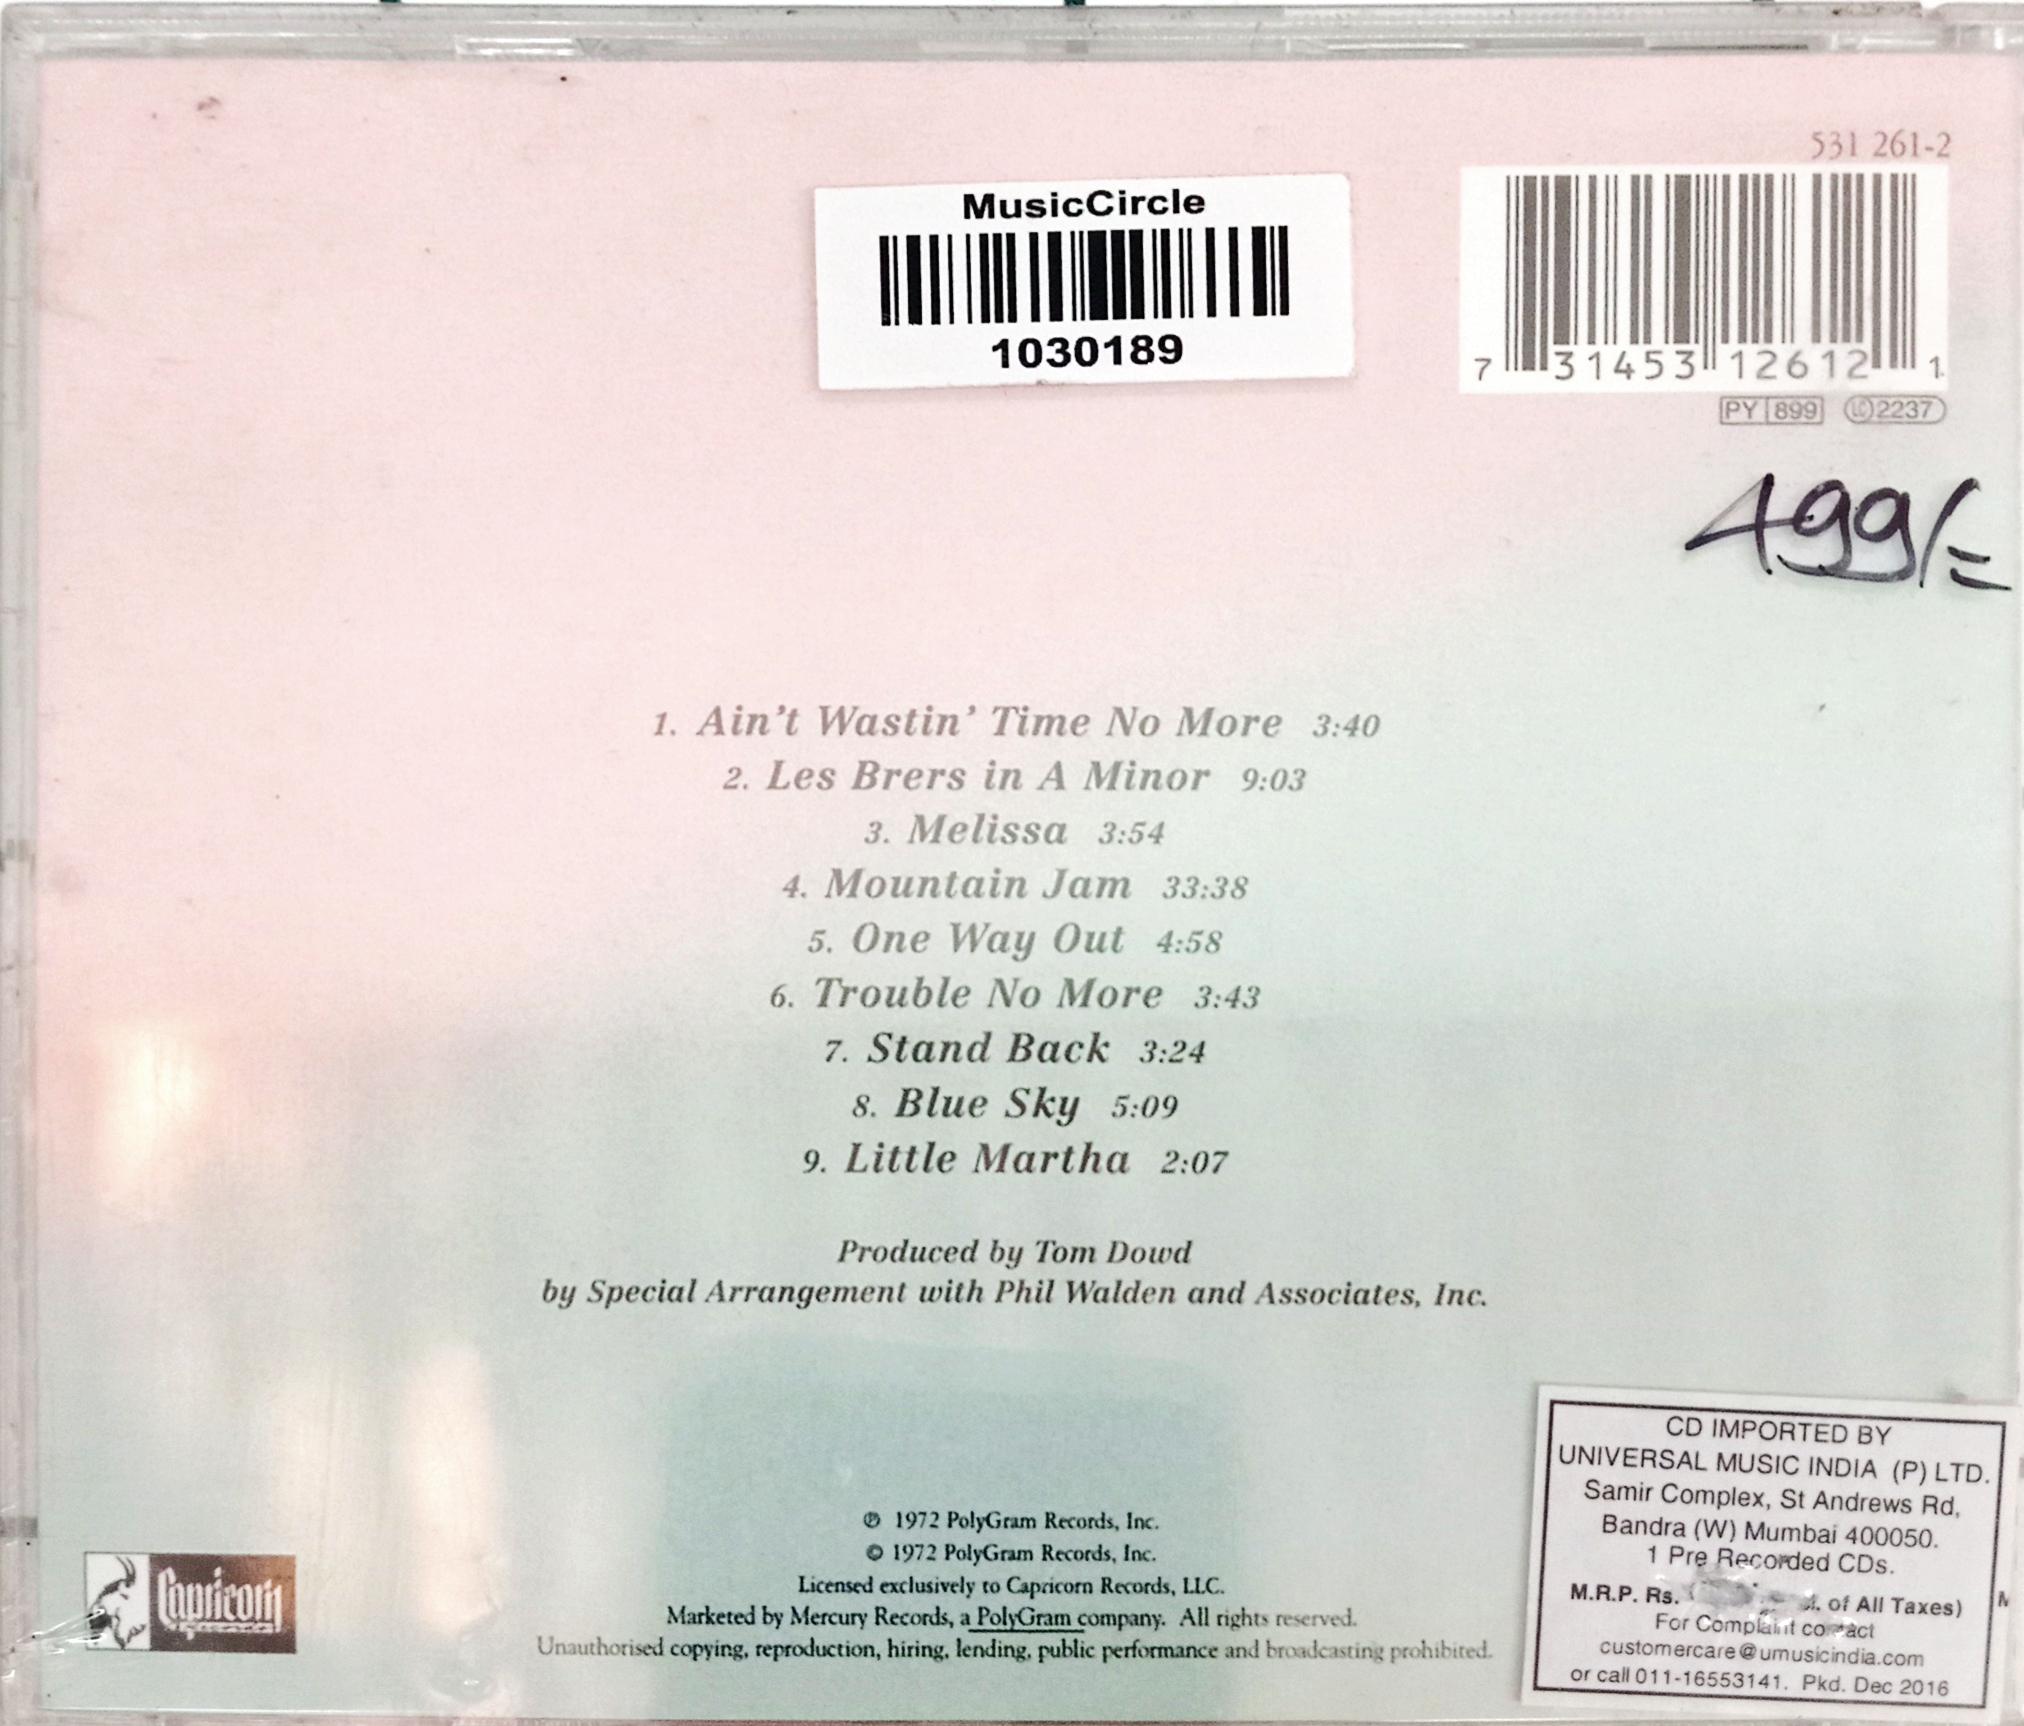 531 261-2
MusicCircle
1030189
7 31453 12612 1
PY 899 LC 2237
499/=
1. Ain't Wastin' Time No More 3:40
2. Les Brers in A Minor 9:03
3. Melissa 3:54
4. Mountain Jam 33:38
5. One Way Out 4:58
6. Trouble No More 3:43
7. Stand Back 3:24
8. Blue Sky 5:09
9. Little Martha 2:07
Produced by Tom Dowd
by Special Arrangement with Phil Walden and Associates, Inc.
℗ 1972 PolyGram Records, Inc.
© 1972 PolyGram Records, Inc.
Licensed exclusively to Capricorn Records, LLC.
Marketed by Mercury Records, a PolyGram company. All rights reserved.
Unauthorised copying, reproduction, hiring, lending, public performance and broadcasting prohibited.
Capricorn
CD IMPORTED BY
UNIVERSAL MUSIC INDIA (P) LTD.
Samir Complex, St Andrews Rd,
Bandra (W) Mumbai 400050.
1 Pre Recorded CDs.
M.R.P. Rs. of All Taxes)
For Complaint contact
customercare@umusicindia.com
or call 011-16553141. Pkd. Dec 2016